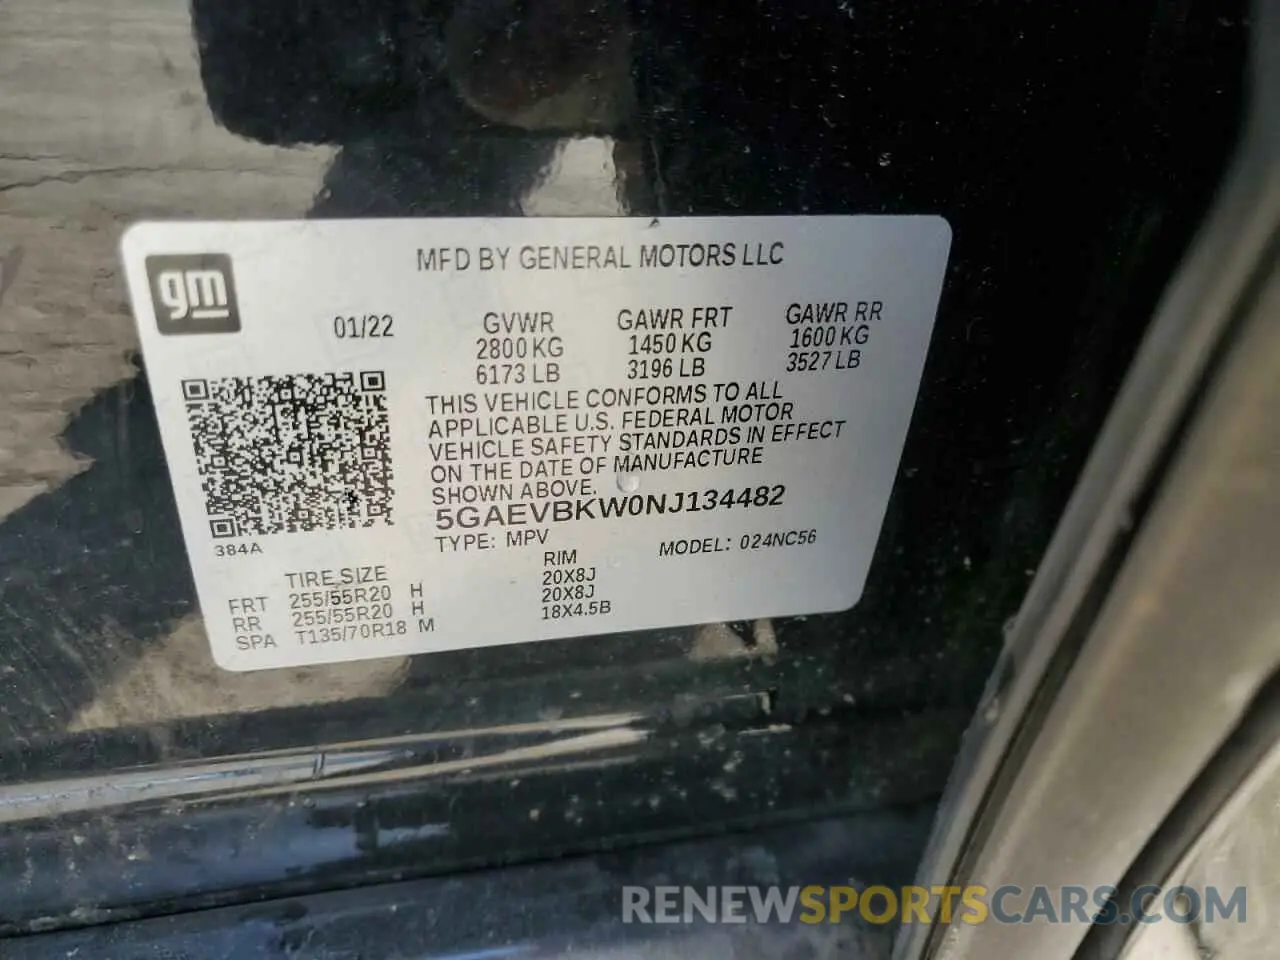 gm
MFD BY GENERAL MOTORS LLC
01/22
GVWR GAWR FRT GAWR RR
2800 KG 1450 KG 1600 KG
6173 LB 3196 LB 3527 LB
THIS VEHICLE CONFORMS TO ALL
APPLICABLE U.S. FEDERAL MOTOR
VEHICLE SAFETY STANDARDS IN EFFECT
ON THE DATE OF MANUFACTURE
SHOWN ABOVE.
5GAEVBKW0NJ134482
384A
TYPE: MPV MODEL: 024NC56
TIRE SIZE RIM
FRT 255/55R20 H 20X8J
RR 255/55R20 H 20X8J
SPA T135/70R18 M 18X4.5B
RENEWSPORTSCARS.COM